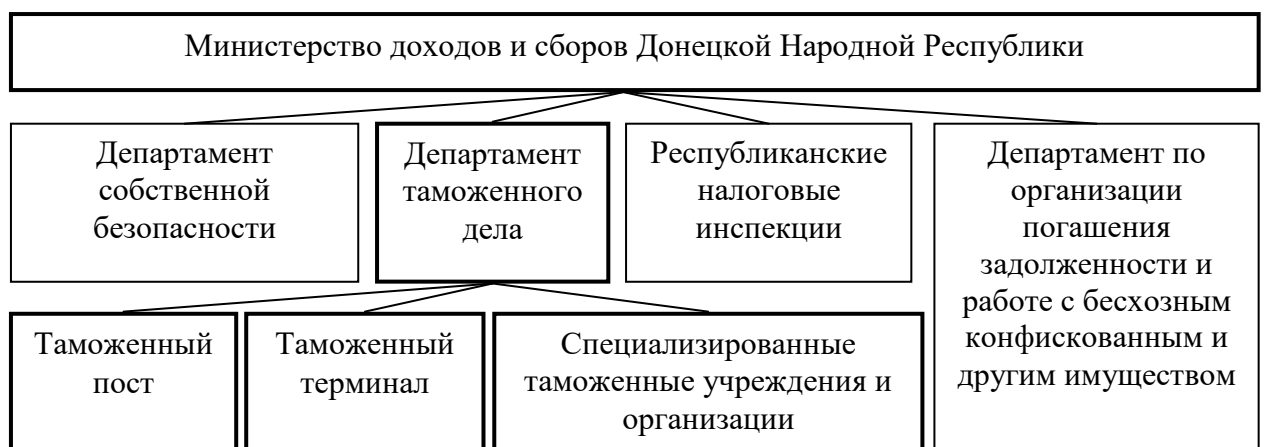 Министерство доходов и сборов Донецкой Народной Республики
Департамент
собственной
безопасности
Департамент
таможенного
дела
Республиканские
налоговые
инспекции
Департамент по
организации
погашения
задолженности и
работе с бесхозным
конфискованным и
другим имуществом
Таможенный
пост
Таможенный
терминал
Специализированные
таможенные учреждения и
организации